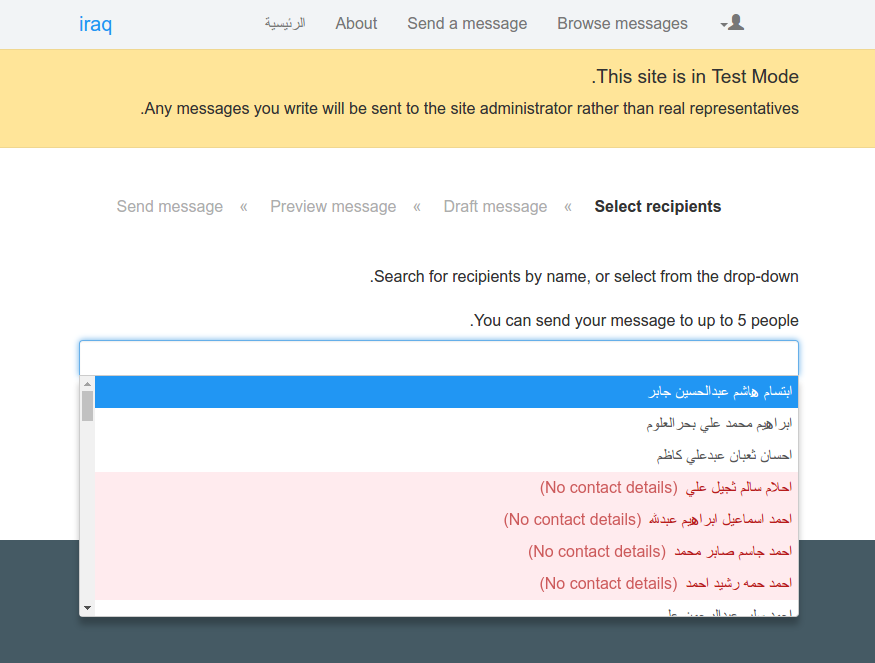 iraq الرئيسية About Send a message Browse messages
.This site is in Test Mode
.Any messages you write will be sent to the site administrator rather than real representatives
Send message « Preview message « Draft message « Select recipients
.Search for recipients by name, or select from the drop-down
.You can send your message to up to 5 people
ابتسام هاشم عبدالحسين جابر
ابراهيم محمد علي بحرالعلوم
احسان ثعبان عبدعلي كاظم
احلام سالم ثجيل علي (No contact details)
احمد اسماعيل ابراهيم عبدلله (No contact details)
احمد جاسم صابر محمد (No contact details)
احمد حمه رشيد احمد (No contact details)